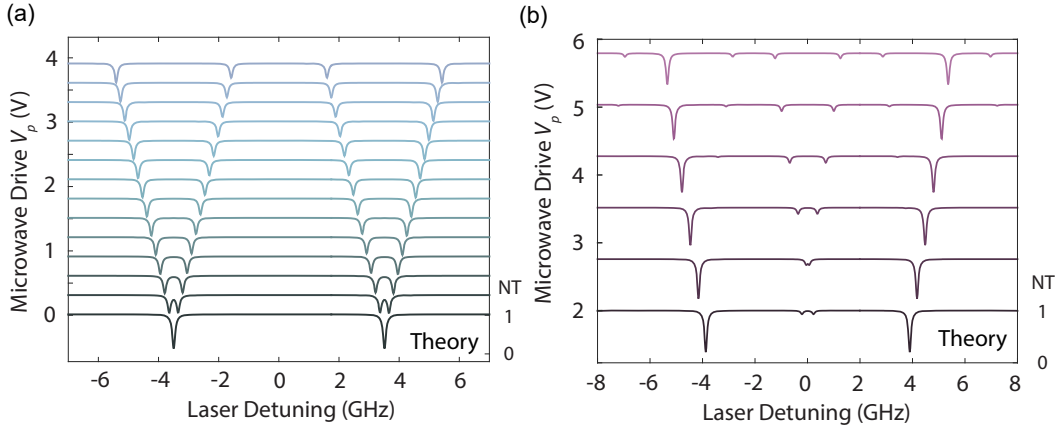 (a)
Microwave Drive Vp (V)
4
3
2
1
0
NT
1
0
Theory
-6 -4 -2 0 2 4 6
Laser Detuning (GHz)
(b)
Microwave Drive Vp (V)
6
5
4
3
2
NT
1
0
Theory
-8 -6 -4 -2 0 2 4 6 8
Laser Detuning (GHz)